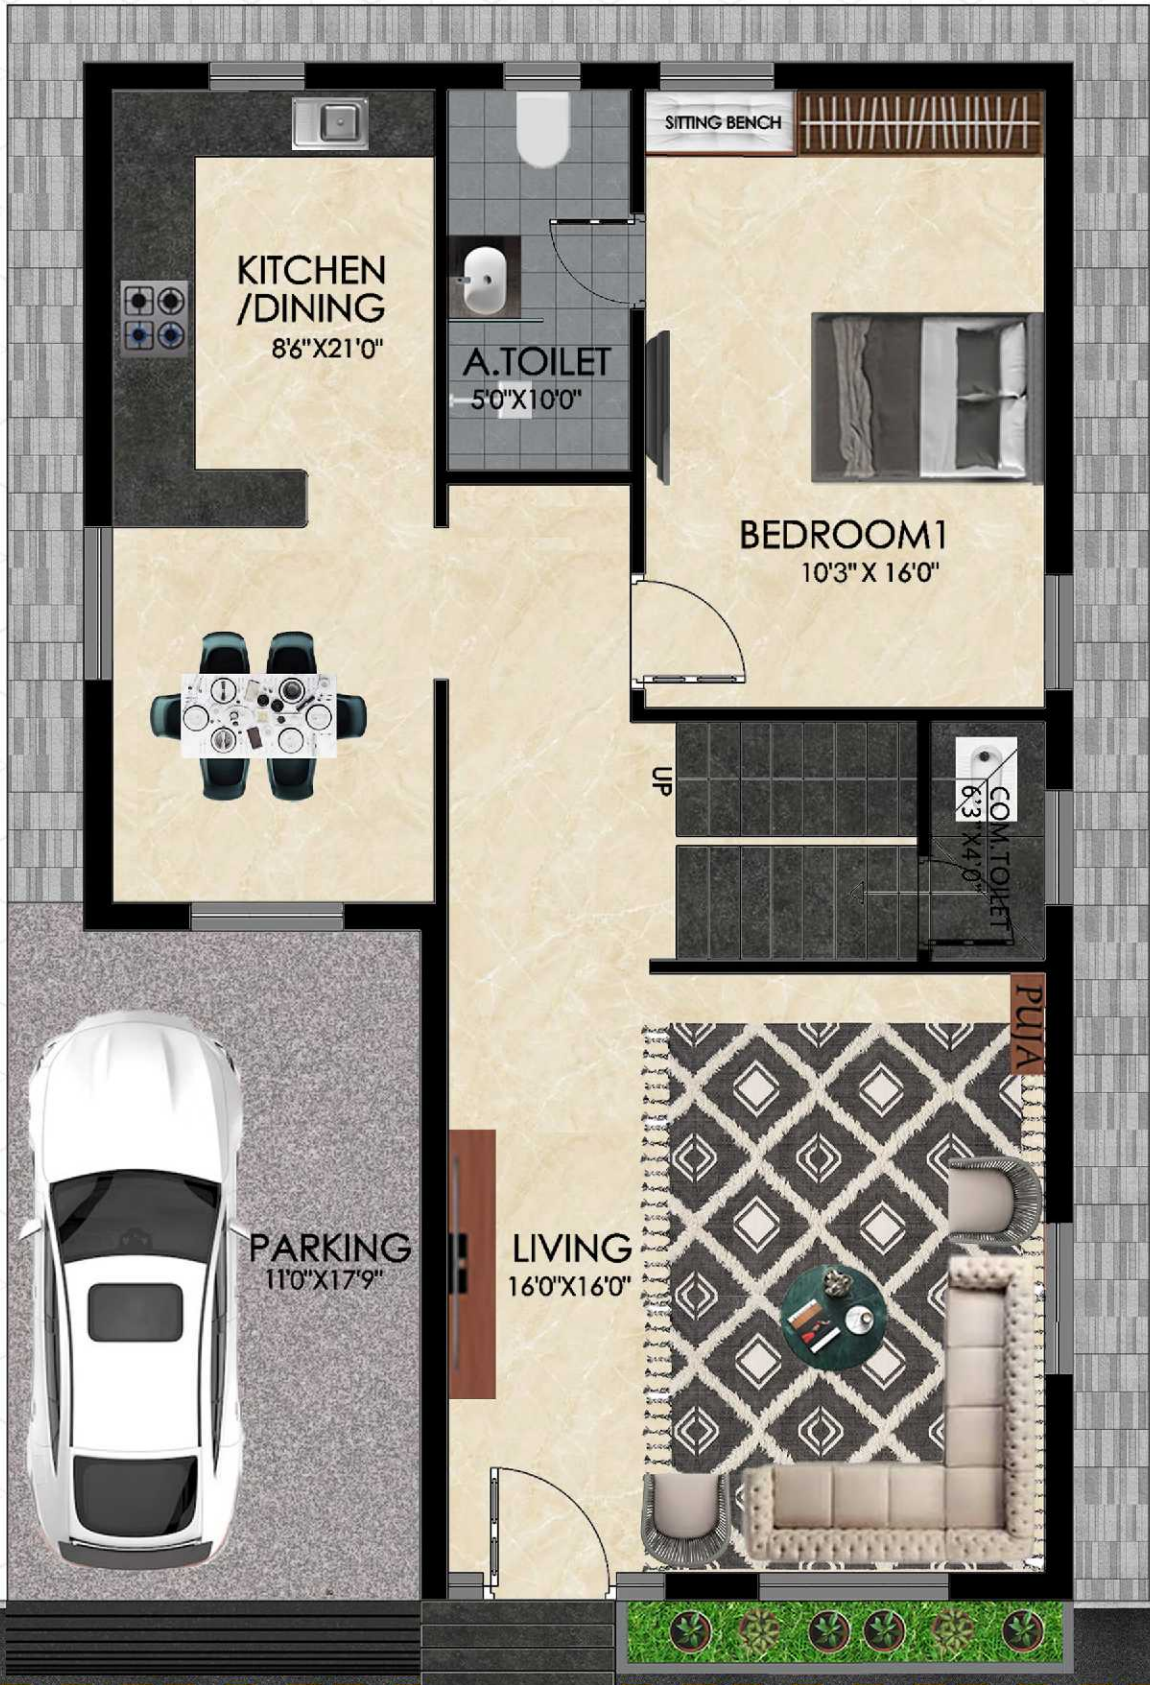 SITTING BENCH
KITCHEN
/DINING
8'6"X21'0"
A.TOILET
5'0"X10'0"
BEDROOM1
10'3" X 16'0"
UP
COM.TOILET
6'3"X4'0"
PUJA
PARKING
11'0"X17'9"
LIVING
16'0"X16'0"